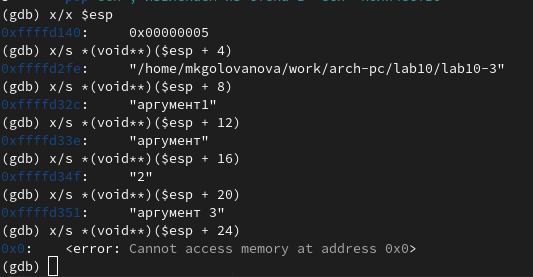 (gdb) x/x $esp
0xffffd140:     0x00000005
(gdb) x/s *(void**)($esp + 4)
0xffffd2fe:     "/home/mkgolovanova/work/arch-pc/lab10/lab10-3"
(gdb) x/s *(void**)($esp + 8)
0xffffd32c:     "аргумент1"
(gdb) x/s *(void**)($esp + 12)
0xffffd33e:     "аргумент"
(gdb) x/s *(void**)($esp + 16)
0xffffd34f:     "2"
(gdb) x/s *(void**)($esp + 20)
0xffffd351:     "аргумент 3"
(gdb) x/s *(void**)($esp + 24)
0x0:    <error: Cannot access memory at address 0x0>
(gdb)